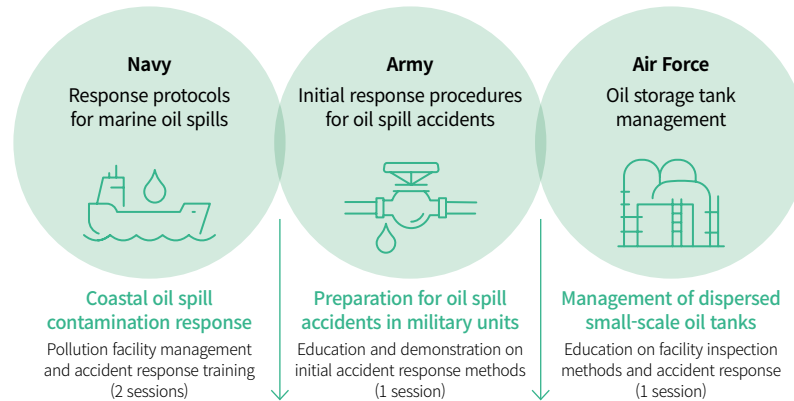 Navy
Response protocols
for marine oil spills
Coastal oil spill
contamination response
Pollution facility management
and accident response training
(2 sessions)
Army
Initial response procedures
for oil spill accidents
Preparation for oil spill
accidents in military units
Education and demonstration on
initial accident response methods
(1 session)
Air Force
Oil storage tank
management
Management of dispersed
small-scale oil tanks
Education on facility inspection
methods and accident response
(1 session)